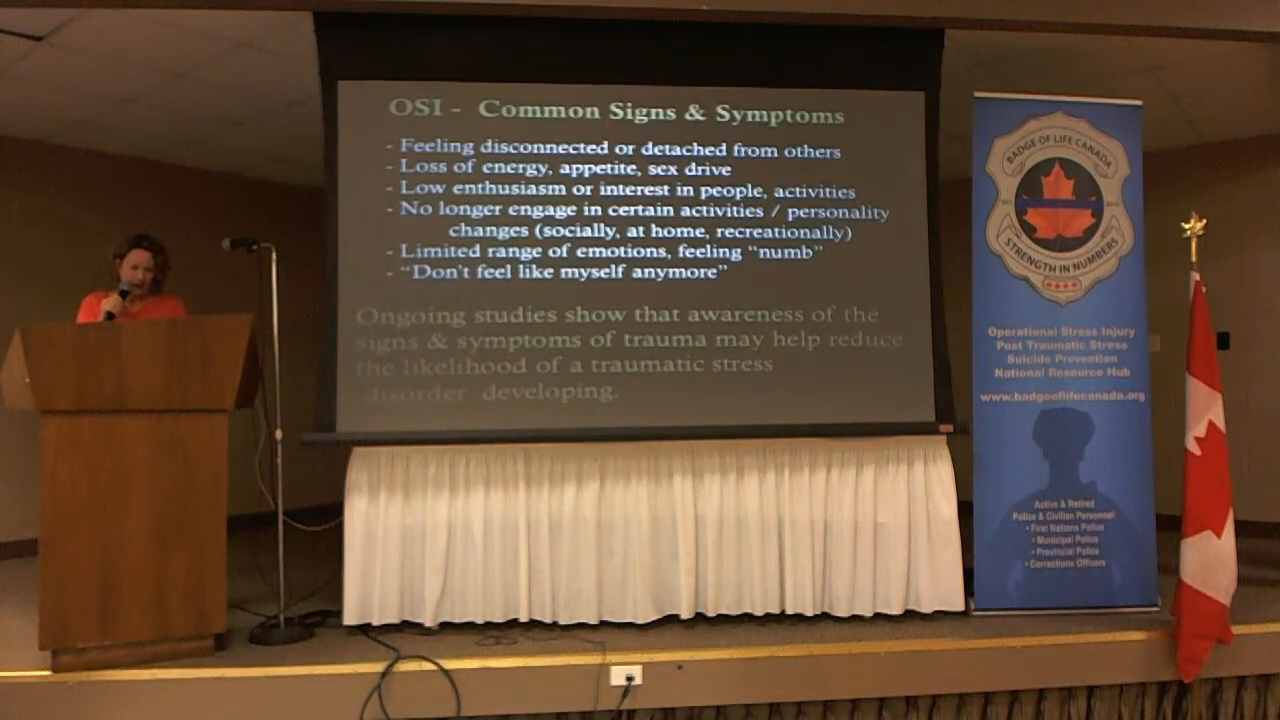 OSI - Common Signs & Symptoms
- Feeling disconnected or detached from others
- Loss of energy, appetite, sex drive
- Low enthusiasm or interest in people, activities
- No longer engage in certain activities / personality
changes (socially, at home, recreationally)
- Limited range of emotions, feeling “numb”
- “Don’t feel like myself anymore”
Ongoing studies show that awareness of the
signs & symptoms of trauma may help reduce
the likelihood of a traumatic stress
disorder developing.
BADGE OF LIFE CANADA
STRENGTH IN NUMBERS
Operational Stress Injury
Post Traumatic Stress
Suicide Prevention
National Resource Hub
www.badgeoflifecanada.org
Active & Retired
Police & Civilian Personnel:
• First Nations Police
• Municipal Police
• Provincial Police
• Corrections Officers